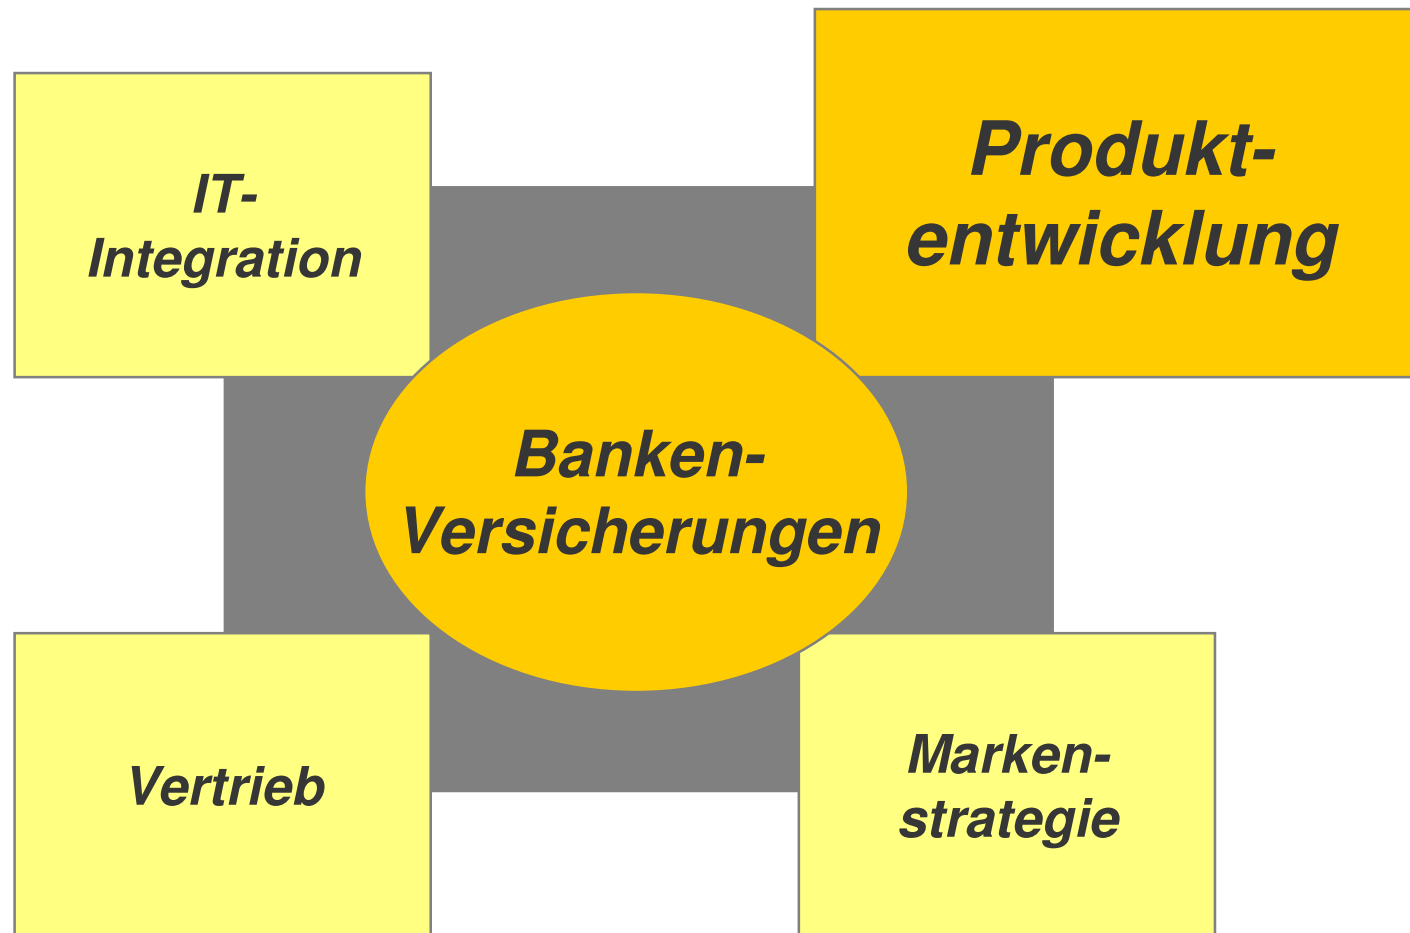 IT-
Integration
Produkt-
entwicklung
Banken-
Versicherungen
Vertrieb
Marken-
strategie